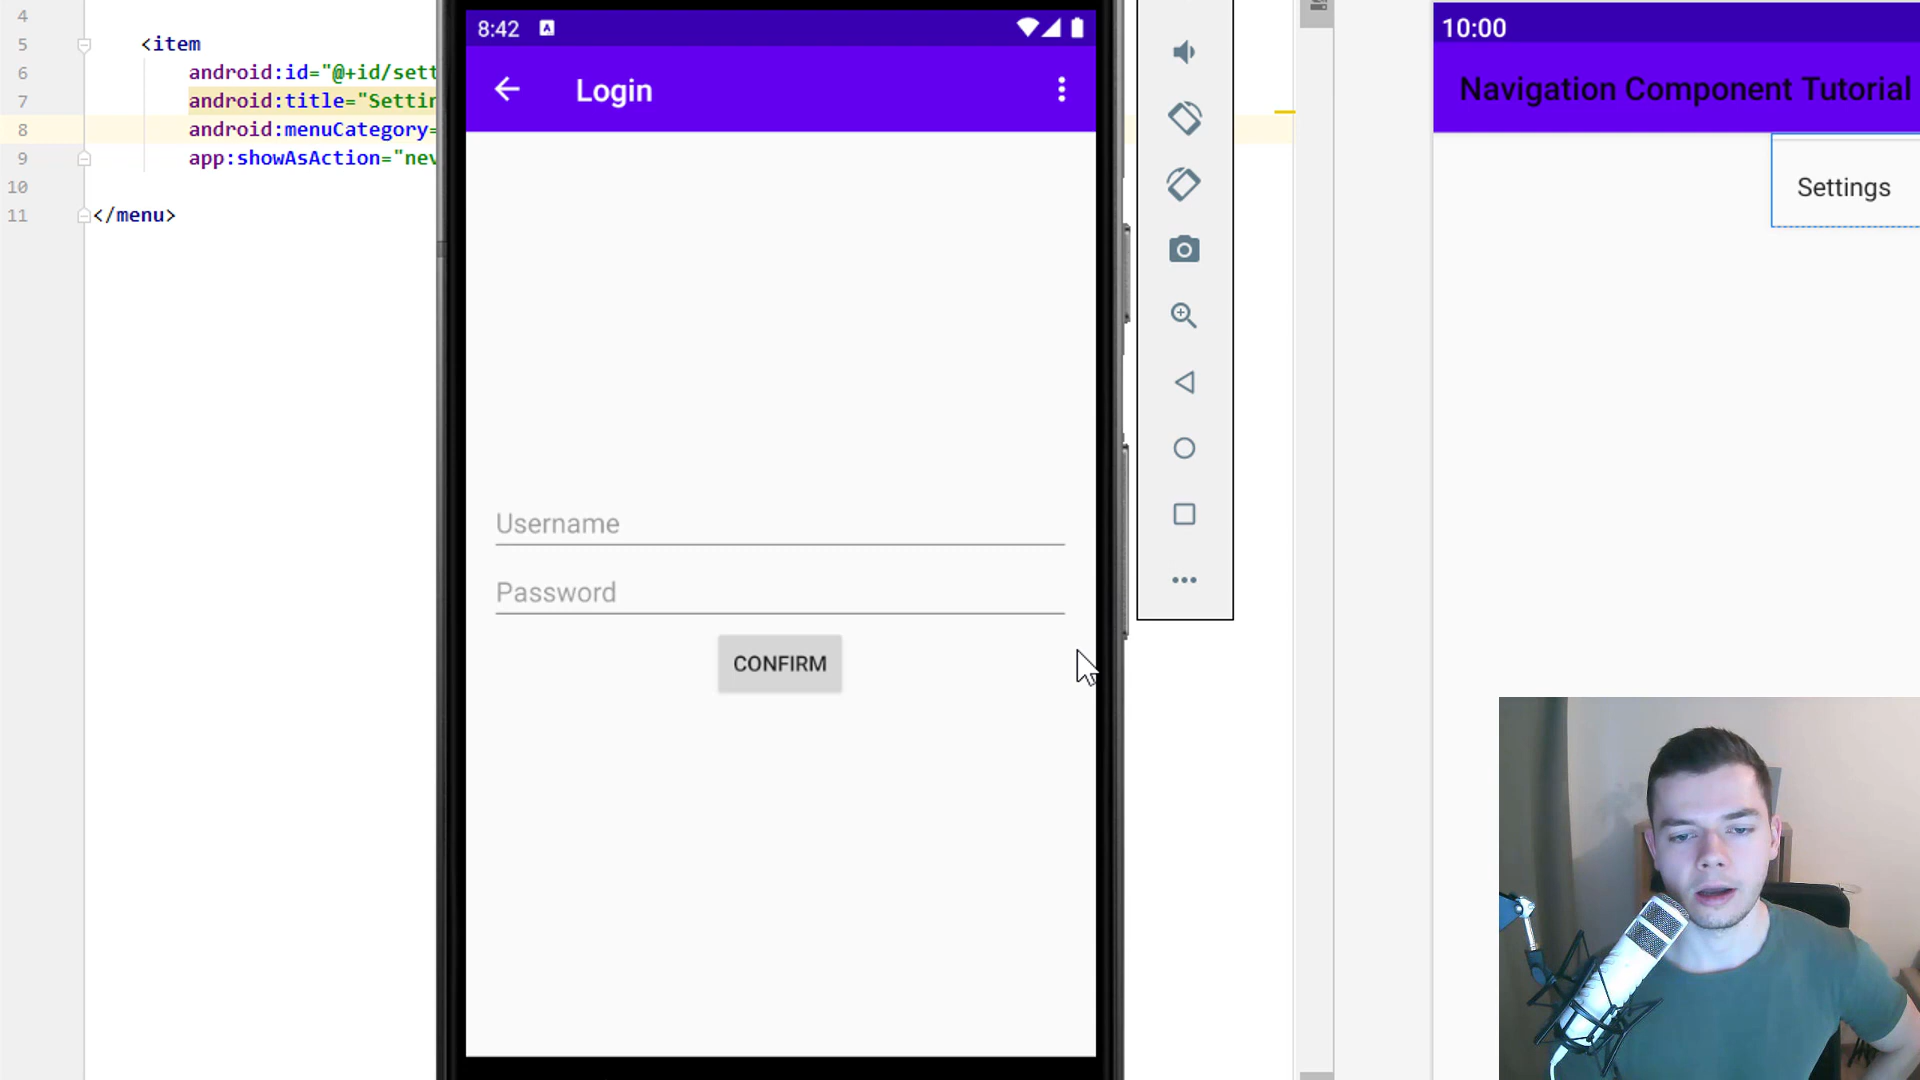 4
5 <item
6 android:id="@+id/sett
7 android:title="Settin
8 android:menuCategory=
9 app:showAsAction="nev
10
11 </menu>
8:42 A
Login
Username
Password
CONFIRM
10:00
Navigation Component Tutorial
Settings